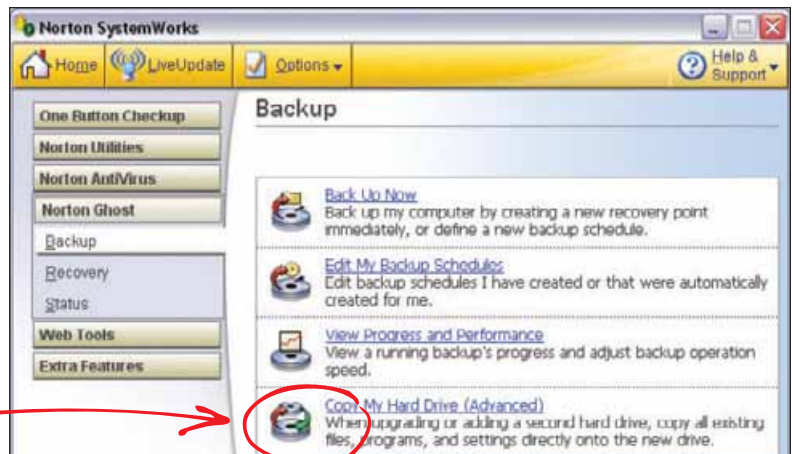 Norton SystemWorks
Home LiveUpdate Options Help &
Support
One Button Checkup
Norton Utilities
Norton AntiVirus
Norton Ghost
Backup
Recovery
Status
Web Tools
Extra Features
Backup
Back Up Now
Back up my computer by creating a new recovery point
immediately, or define a new backup schedule.
Edit My Backup Schedules
Edit backup schedules I have created or that were automatically
created for me.
View Progress and Performance
View a running backup's progress and adjust backup operation
speed.
Copy My Hard Drive (Advanced)
When upgrading or adding a second hard drive, copy all existing
files, programs, and settings directly onto the new drive.